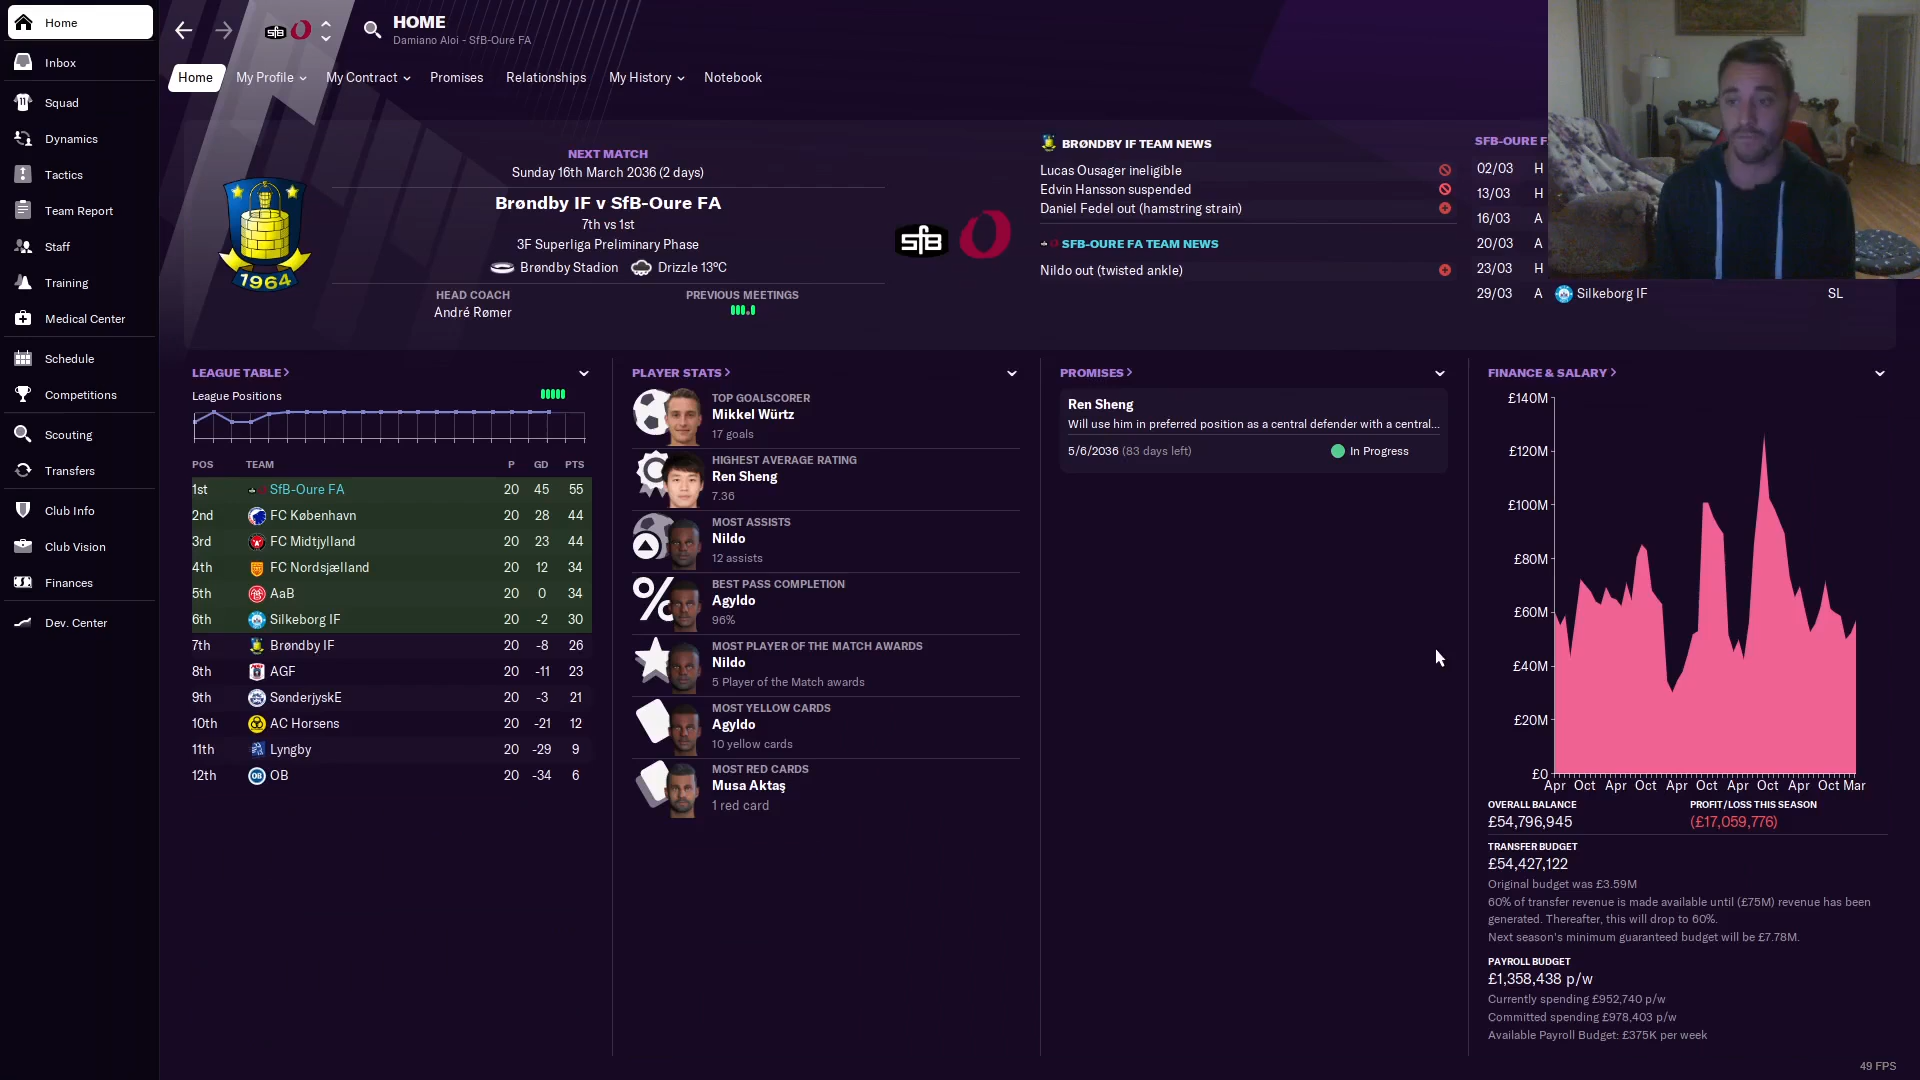 Home
Inbox
Squad
Dynamics
Tactics
Team Report
Staff
Training
Medical Center
Schedule
Competitions
Scouting
Transfers
Club Info
Club Vision
Finances
Dev. Center
sfb
HOME
Damiano Aloi - SfB-Oure FA
Home
My Profile
My Contract
Promises
Relationships
My History
Notebook
NEXT MATCH
Sunday 16th March 2036 (2 days)
Brøndby IF v SfB-Oure FA
7th vs 1st
3F Superliga Preliminary Phase
Brøndby Stadion
Drizzle 13ºC
HEAD COACH
André Rømer
PREVIOUS MEETINGS
1964
sfb
BRØNDBY IF TEAM NEWS
Lucas Ousager ineligible
Edvin Hansson suspended
Daniel Fedel out (hamstring strain)
SFB-OURE FA TEAM NEWS
Nildo out (twisted ankle)
SFB-OURE F
02/03 H
13/03 H
16/03 A
20/03 A
23/03 H
29/03 A Silkeborg IF SL
LEAGUE TABLE
League Positions
POS TEAM P GD PTS
1st SfB-Oure FA 20 45 55
2nd FC København 20 28 44
3rd FC Midtjylland 20 23 44
4th FC Nordsjælland 20 12 34
5th AaB 20 0 34
6th Silkeborg IF 20 -2 30
7th Brøndby IF 20 -8 26
8th AGF 20 -11 23
9th SønderjyskE 20 -3 21
10th AC Horsens 20 -21 12
11th Lyngby 20 -29 9
12th OB 20 -34 6
PLAYER STATS
TOP GOALSCORER
Mikkel Würtz
17 goals
HIGHEST AVERAGE RATING
Ren Sheng
7.36
MOST ASSISTS
Nildo
12 assists
BEST PASS COMPLETION
Agyldo
96%
MOST PLAYER OF THE MATCH AWARDS
Nildo
5 Player of the Match awards
MOST YELLOW CARDS
Agyldo
10 yellow cards
MOST RED CARDS
Musa Aktaş
1 red card
PROMISES
Ren Sheng
Will use him in preferred position as a central defender with a central...
5/6/2036 (83 days left)
In Progress
FINANCE & SALARY
£140M
£120M
£100M
£80M
£60M
£40M
£20M
£0
Apr Oct Apr Oct Apr Oct Apr Oct Apr Oct Mar
OVERALL BALANCE
£54,796,945
PROFIT/LOSS THIS SEASON
(£17,059,776)
TRANSFER BUDGET
£54,427,122
Original budget was £3.59M
60% of transfer revenue is made available until (£75M) revenue has been
generated. Thereafter, this will drop to 60%.
Next season's minimum guaranteed budget will be £7.78M.
PAYROLL BUDGET
£1,358,438 p/w
Currently spending £952,740 p/w
Committed spending £978,403 p/w
Available Payroll Budget: £375K per week
49 FPS